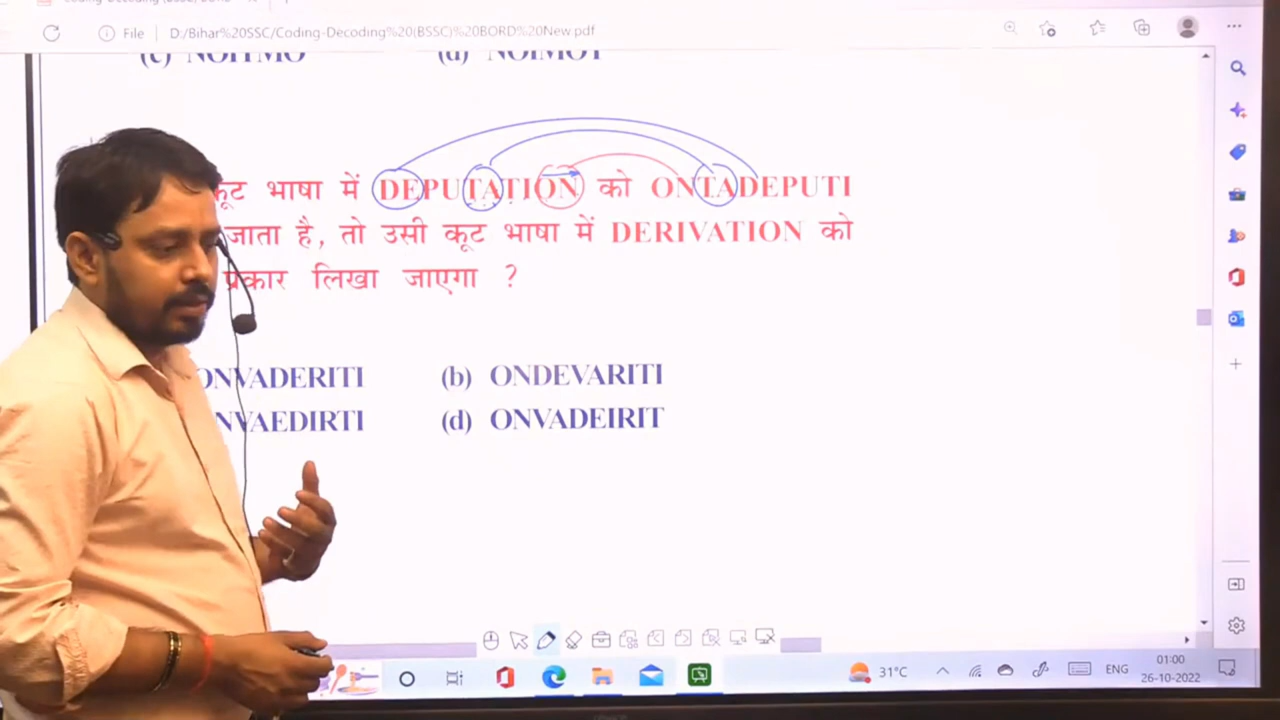 File D:/Bihar%20SSC/Coding-Decoding%20(BSSC)%20BORD%20New.pdf
(c) NOITMO (d) NOIMOT
कूट भाषा में DEPUTATION को ONTADEPUTI
जाता है, तो उसी कूट भाषा में DERIVATION को
प्रकार लिखा जाएगा ?
ONVADERITI (b) ONDEVARITI
NVAEDIRTI (d) ONVADEIRIT
31°C ENG 01:00
26-10-2022